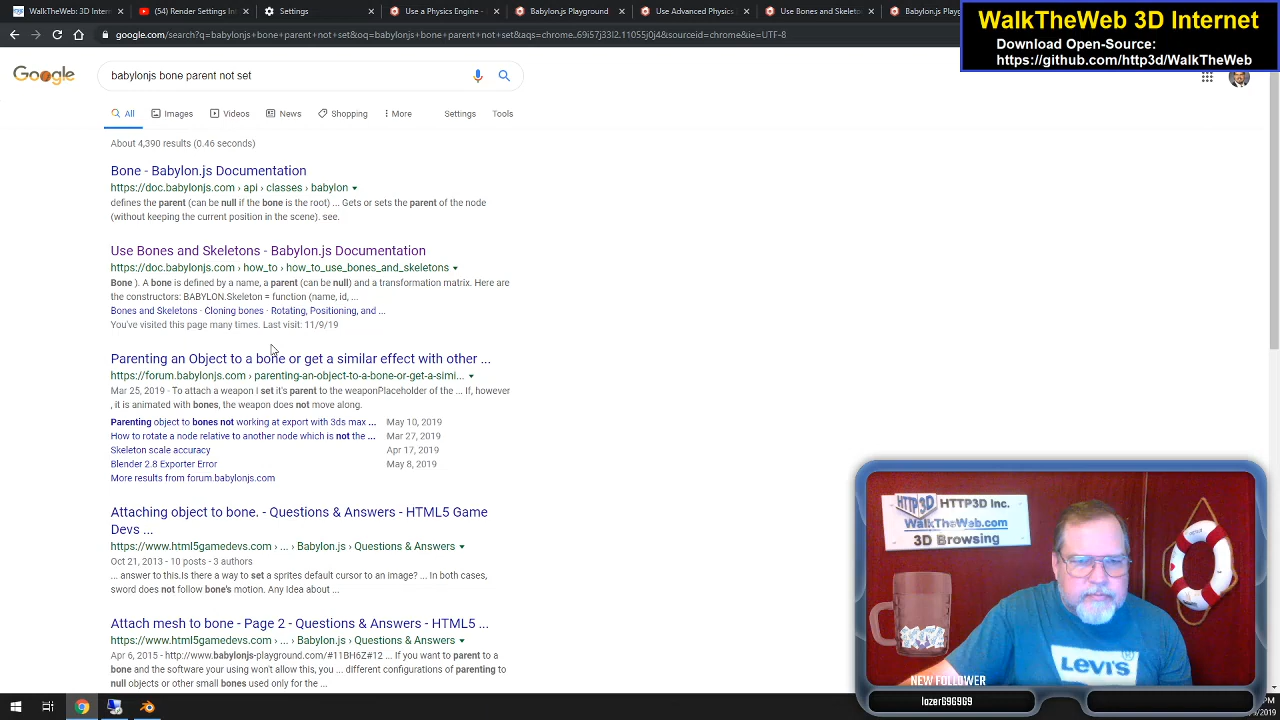 WalkTheWeb: 3D Inte
(54) Render Settings In
Settings
Use a Physics Engine -
Babylon.js Playground
Use Advanced Physics
Use Bones and Skeleto
Babylon.js Play
WalkTheWeb 3D Internet
Download Open-Source:
https://github.com/http3d/WalkTheWeb
google.com/search?q=babylonjs+bone+parent+not+set&oq=babylonjs+bone+parent+not+set&aqs=chrome..69i57j33l2.11055j0j4&sourceid=chrome&ie=UTF-8
Google
babylonjs bone parent not set
All
Images
Videos
News
Shopping
More
Settings
Tools
About 4,390 results (0.46 seconds)
Bone - Babylon.js Documentation
https://doc.babylonjs.com › api › classes › babylon
defines the parent (can be null if the bone is the root) ... Gets or sets the parent of the node
(without keeping the current position in the scene). see.
Use Bones and Skeletons - Babylon.js Documentation
https://doc.babylonjs.com › how_to › how_to_use_bones_and_skeletons
Bone ). A bone is defined by a name, a parent (can be null) and a transformation matrix. Here are
the constructors: BABYLON.Skeleton = function (name, id, ...
Bones and Skeletons · Cloning bones · Rotating, Positioning, and ...
You've visited this page many times. Last visit: 11/9/19
Parenting an Object to a bone or get a similar effect with other ...
https://forum.babylonjs.com › parenting-an-object-to-a-bone-or-get-a-simi...
Mar 25, 2019 - To attach a weapon I set it's parent to the weaponPlaceholder of the ... If, however
, it is animated with bones, the weapon does not move along.
Parenting object to bones not working at export with 3ds max ... May 10, 2019
How to rotate a node relative to another node which is not the ... Mar 27, 2019
Skeleton scale accuracy Apr 17, 2019
Blender 2.8 Exporter Error May 8, 2019
More results from forum.babylonjs.com
Attaching object to bone. - Questions & Answers - HTML5 Game
Devs ...
https://www.html5gamedevs.com › ... › Babylon.js › Questions & Answers
Oct 21, 2013 - 10 posts - 3 authors
... answer to this.Is there a way to set a sprites default cursor to an image? ... In both cases,
sword does not follow bone's motion. Any Idea about ...
Attach mesh to bone - Page 2 - Questions & Answers - HTML5 ...
https://www.html5gamedevs.com › ... › Babylon.js › Questions & Answers
Apr 6, 2015 - http://www.babylonjs-playground.com/#11BH6Z#12 ... If you want to parent to a
bone and the software your using won't allow this, you ... different configurations of parenting to
null objects or other small bones used only for the ...
HTTP3D
HTTP3D Inc.
WalkTheWeb.com
3D Browsing
Levi's
NEW FOLLOWER
lazer696969